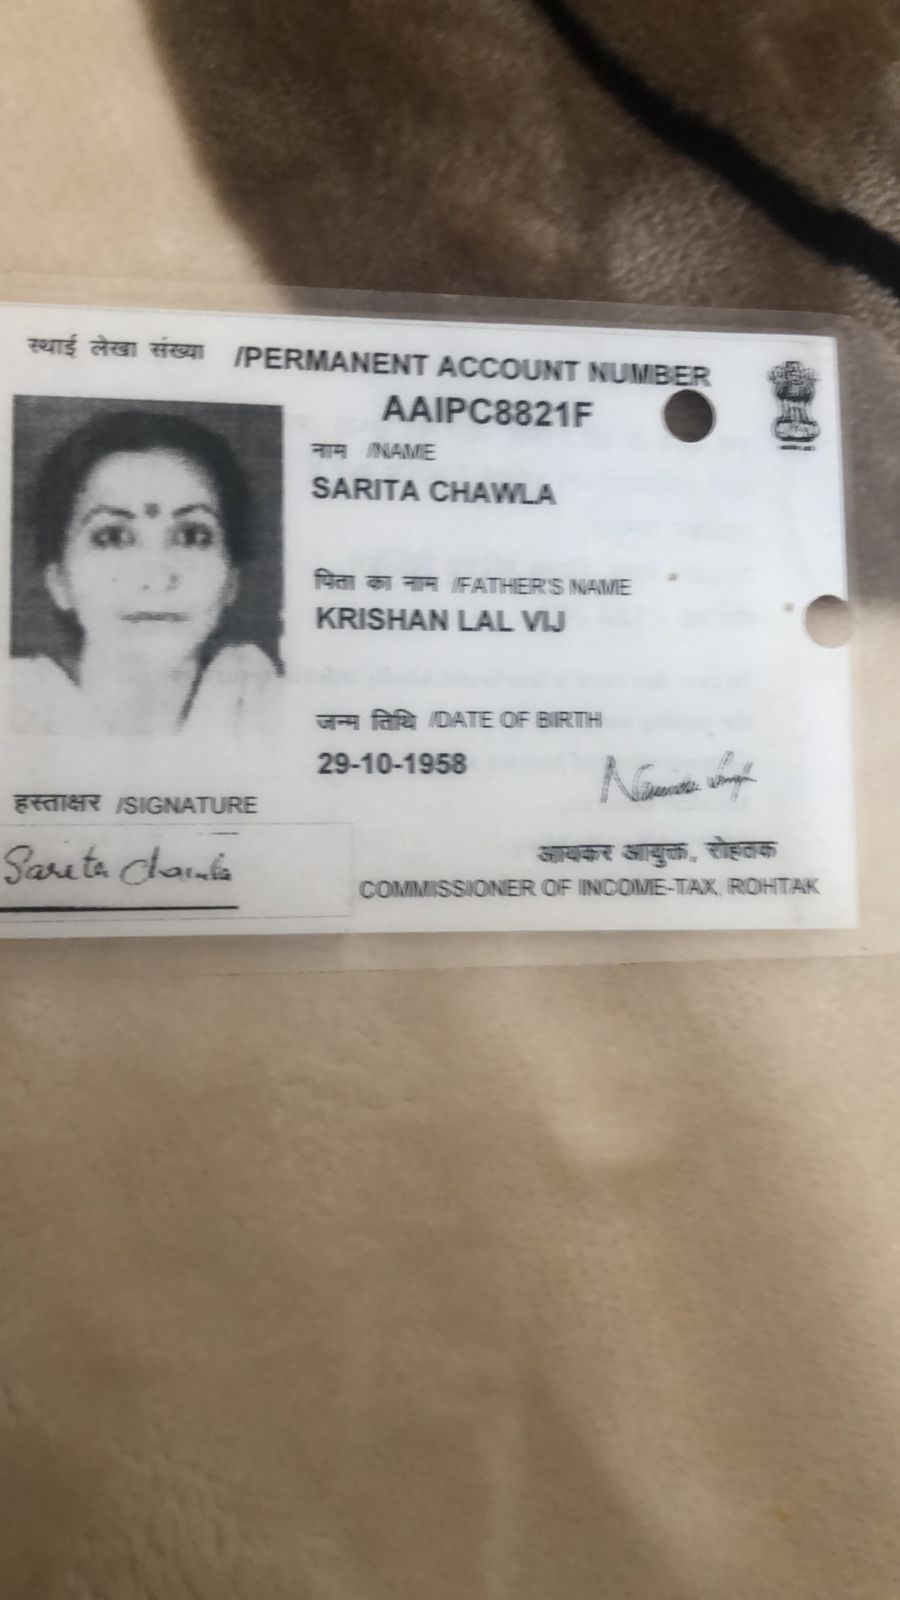 स्थाई लेखा संख्या /PERMANENT ACCOUNT NUMBER
AAIPC8821F
नाम /NAME
SARITA CHAWLA
पिता का नाम /FATHER'S NAME
KRISHAN LAL VIJ
जन्म तिथि /DATE OF BIRTH
29-10-1958
हस्ताक्षर /SIGNATURE
Sarita Chawla
आयकर आयुक्त, रोहतक
COMMISSIONER OF INCOME-TAX, ROHTAK